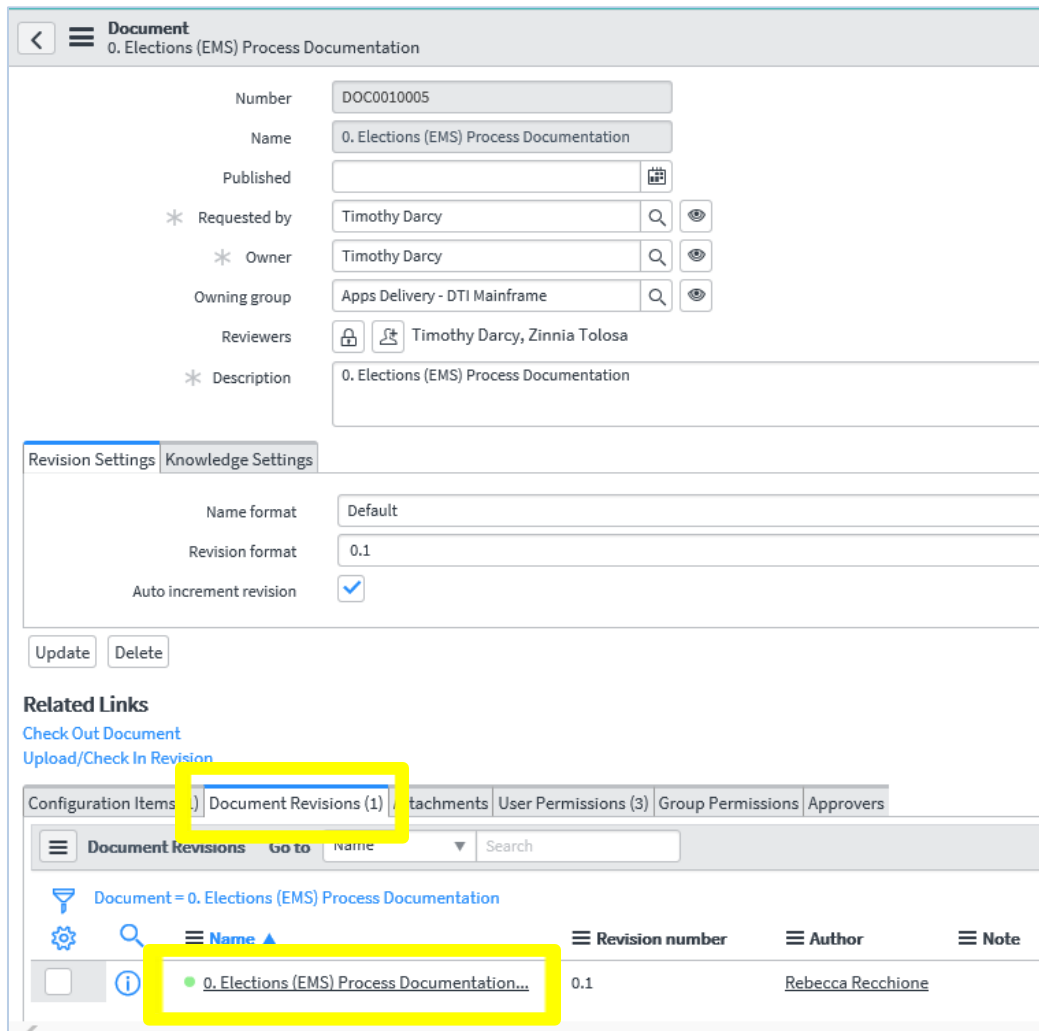 Document
0. Elections (EMS) Process Documentation
Number DOC0010005
Name 0. Elections (EMS) Process Documentation
Published
Requested by Timothy Darcy
Owner Timothy Darcy
Owning group Apps Delivery - DTI Mainframe
Reviewers Timothy Darcy, Zinnia Tolosa
Description 0. Elections (EMS) Process Documentation
Revision Settings Knowledge Settings
Name format Default
Revision format 0.1
Auto increment revision
Update Delete
Related Links
Check Out Document
Upload/Check In Revision
Configuration Items Document Revisions (1) Attachments User Permissions (3) Group Permissions Approvers
Document Revisions Go to Name Search
Document = 0. Elections (EMS) Process Documentation
Name Revision number Author Note
0. Elections (EMS) Process Documentation... 0.1 Rebecca Recchione